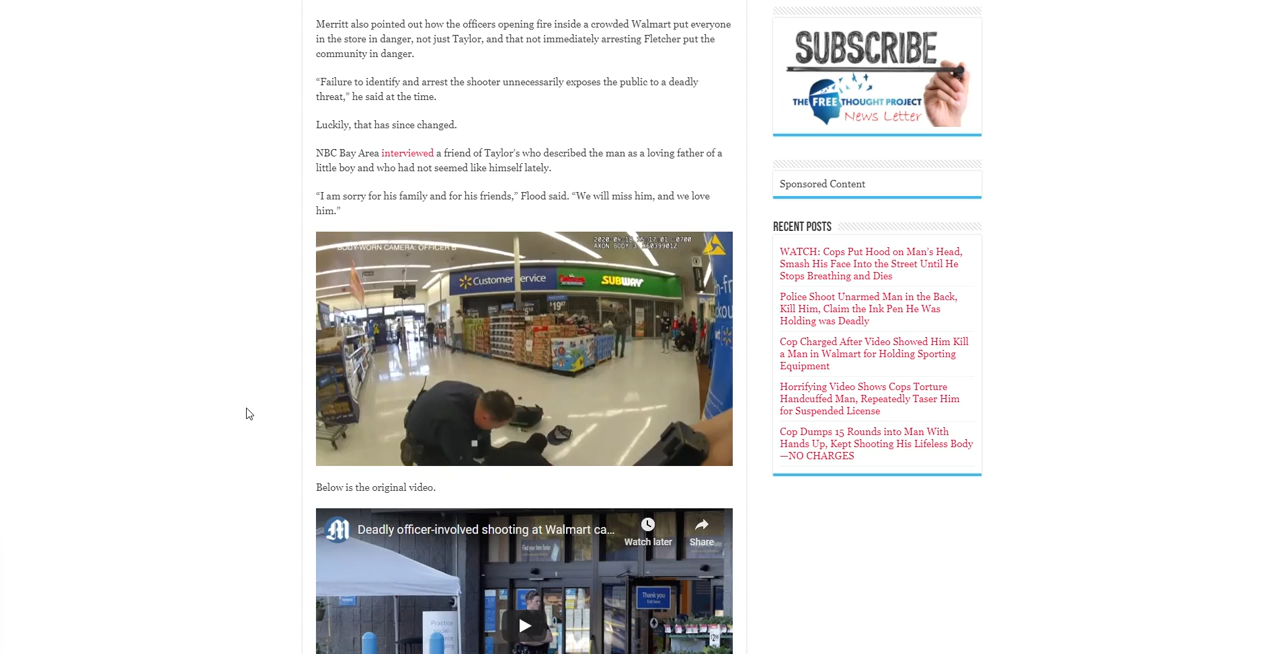 Merritt also pointed out how the officers opening fire inside a crowded Walmart put everyone
in the store in danger, not just Taylor, and that not immediately arresting Fletcher put the
community in danger.
“Failure to identify and arrest the shooter unnecessarily exposes the public to a deadly
threat,” he said at the time.
Luckily, that has since changed.
NBC Bay Area interviewed a friend of Taylor’s who described the man as a loving father of a
little boy and who had not seemed like himself lately.
“I am sorry for his family and for his friends,” Flood said. “We will miss him, and we love
him.”
BODY-WORN CAMERA: OFFICER
Customer Service
SUBWAY
Below is the original video.
Deadly officer-involved shooting at Walmart ca...
Watch later
Share
Thank you
SUBSCRIBE
THE FREE THOUGHT PROJECT
News Letter
Sponsored Content
RECENT POSTS
WATCH: Cops Put Hood on Man’s Head,
Smash His Face Into the Street Until He
Stops Breathing and Dies
Police Shoot Unarmed Man in the Back,
Kill Him, Claim the Ink Pen He Was
Holding was Deadly
Cop Charged After Video Showed Him Kill
a Man in Walmart for Holding Sporting
Equipment
Horrifying Video Shows Cops Torture
Handcuffed Man, Repeatedly Taser Him
for Suspended License
Cop Dumps 15 Rounds into Man With
Hands Up, Kept Shooting His Lifeless Body
—NO CHARGES